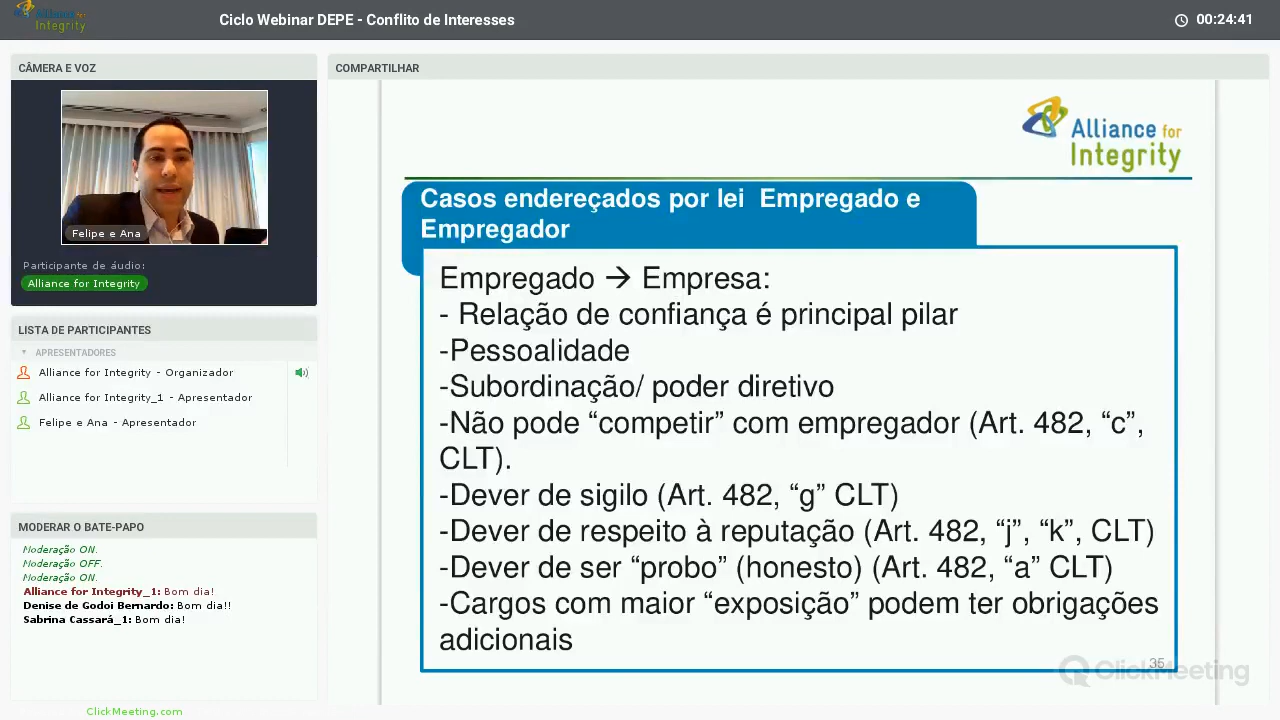 Alliance for
Integrity
Ciclo Webinar DEPE - Conflito de Interesses
00:24:41
CÂMERA E VOZ
Felipe e Ana
Participante de áudio:
Alliance for Integrity
LISTA DE PARTICIPANTES
APRESENTADORES
Alliance for Integrity - Organizador
Alliance for Integrity_1 - Apresentador
Felipe e Ana - Apresentador
MODERAR O BATE-PAPO
Moderação ON.
Moderação OFF.
Moderação ON.
Alliance for Integrity_1: Bom dia!
Denise de Godoi Bernardo: Bom dia!!
Sabrina Cassará_1: Bom dia!
ClickMeeting.com
COMPARTILHAR
Alliance for
Integrity
Casos endereçados por lei Empregado e
Empregador
Empregado → Empresa:
- Relação de confiança é principal pilar
-Pessoalidade
-Subordinação/ poder diretivo
-Não pode “competir” com empregador (Art. 482, “c”,
CLT).
-Dever de sigilo (Art. 482, “g” CLT)
-Dever de respeito à reputação (Art. 482, “j”, “k”, CLT)
-Dever de ser “probo” (honesto) (Art. 482, “a” CLT)
-Cargos com maior “exposição” podem ter obrigações
adicionais
35
ClickMeeting